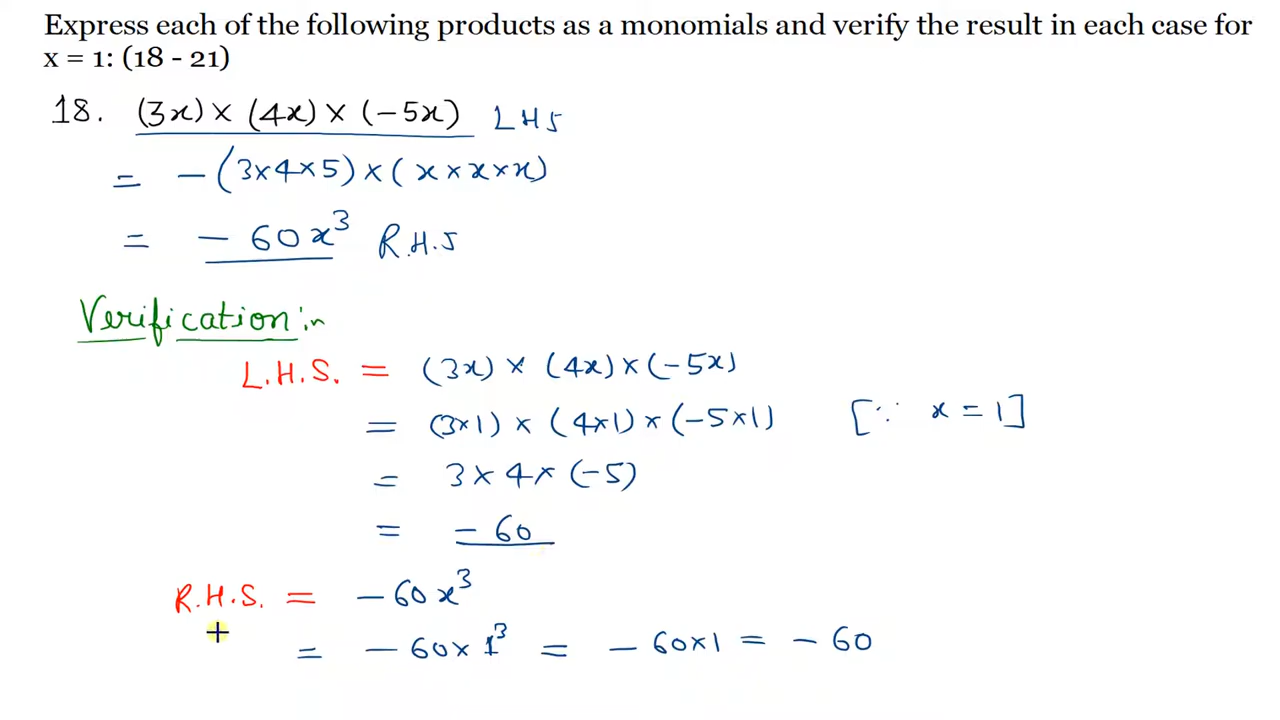 Express each of the following products as a monomials and verify the result in each case for
x = 1: (18 - 21)
18. (3x) × (4x) × (-5x) LHS
= -(3×4×5) × (x×x×x)
= -60x³ R.H.S
Verification:-
L.H.S. = (3x) × (4x) × (-5x)
= (3×1) × (4×1) × (-5×1) [∵ x = 1]
= 3 × 4 × (-5)
= -60
R.H.S. = -60x³
= -60 × 1³ = -60×1 = -60